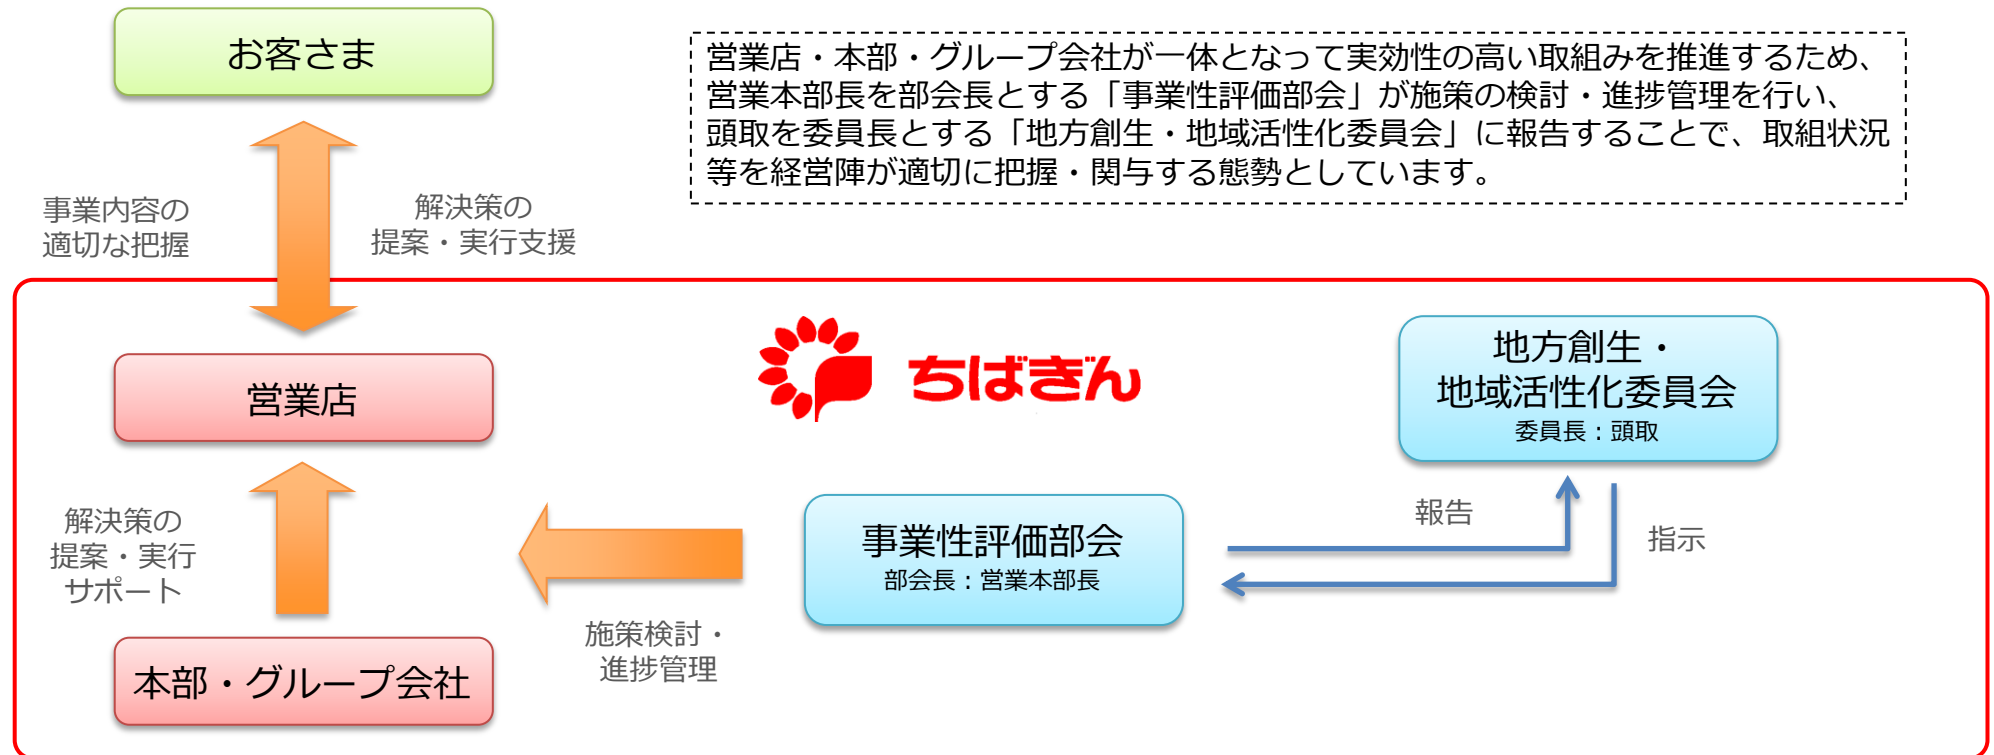 お客さま
営業店・本部・グループ会社が一体となって実効性の高い取組みを推進するため、
営業本部長を部会長とする「事業性評価部会」が施策の検討・進捗管理を行い、
頭取を委員長とする「地方創生・地域活性化委員会」に報告することで、取組状況
等を経営陣が適切に把握・関与する態勢としています。
事業内容の
適切な把握
解決策の
提案・実行支援
営業店
ちばぎん
地方創生・
地域活性化委員会
委員長：頭取
解決策の
提案・実行
サポート
事業性評価部会
部会長：営業本部長
報告
指示
施策検討・
進捗管理
本部・グループ会社